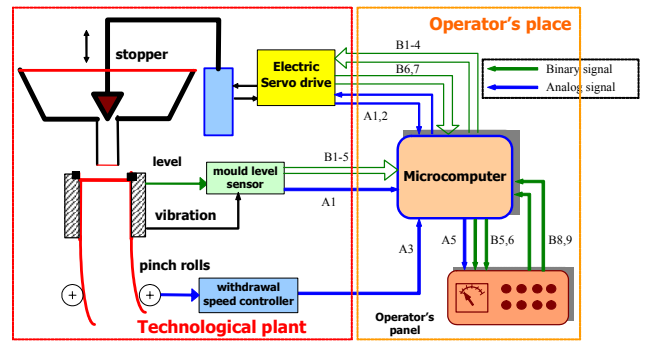 Operator's place
stopper
Electric
Servo drive
B1-4
B6,7
A1,2
Binary signal
Analog signal
level
mould level
sensor
B1-5
A1
Microcomputer
vibration
A3
A5
B5,6
B8,9
pinch rolls
withdrawal
speed controller
Technological plant
Operator's
panel